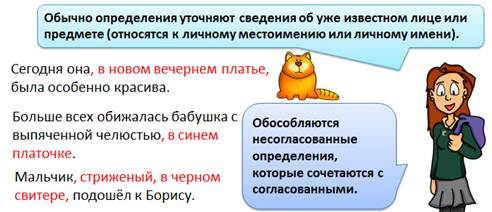 Обычно определения уточняют сведения об уже известном лице или
предмете (относятся к личному местоимению или личному имени).
Сегодня она, в новом вечернем платье,
была особенно красива.
Больше всех обижалась бабушка с
выпяченной челюстью, в синем
платочке.
Мальчик, стриженый, в черном
свитере, подошёл к Борису.
Обособляются
несогласованные
определения,
которые сочетаются с
согласованными.